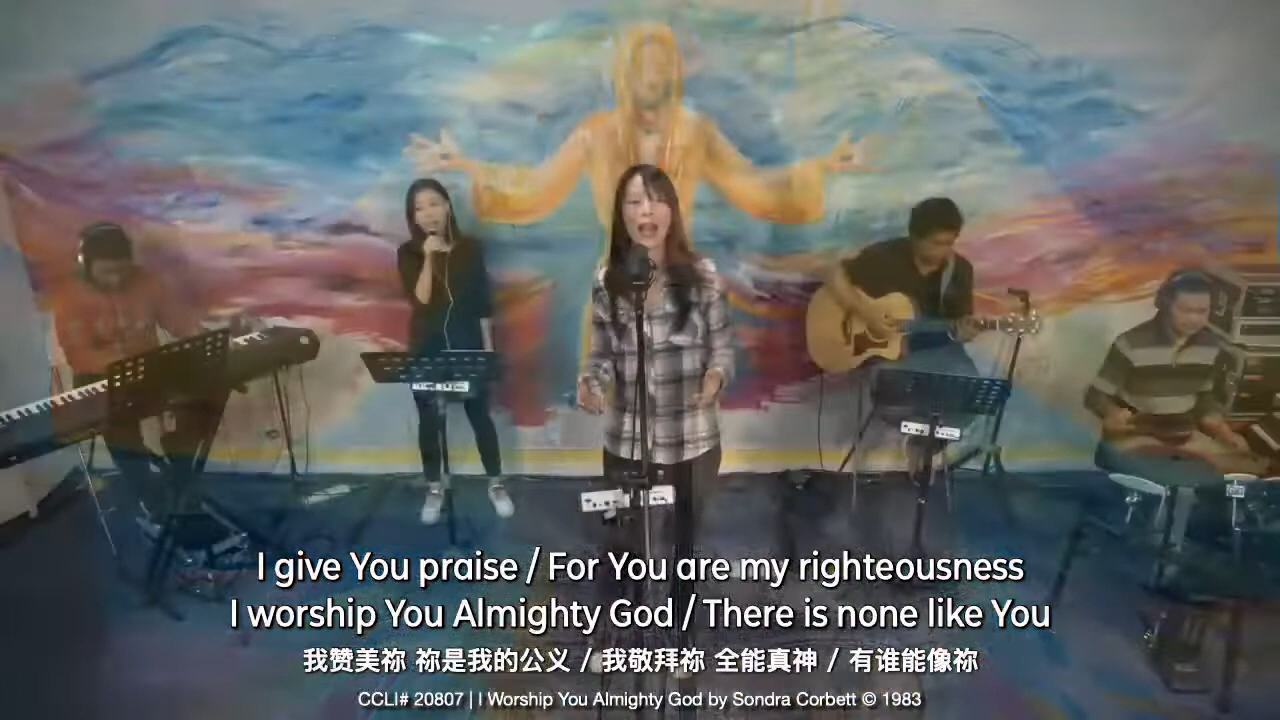 I give You praise / For You are my righteousness
I worship You Almighty God / There is none like You
我赞美祢 祢是我的公义 / 我敬拜祢 全能真神 / 有谁能像祢
CCLI# 20807 | I Worship You Almighty God by Sondra Corbett © 1983